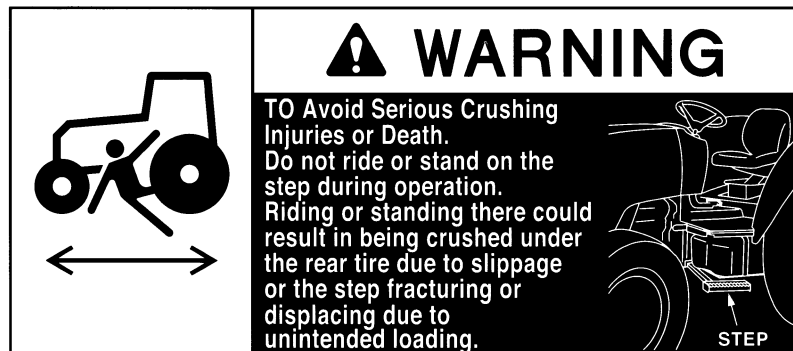 WARNING
TO Avoid Serious Crushing
Injuries or Death.
Do not ride or stand on the
step during operation.
Riding or standing there could
result in being crushed under
the rear tire due to slippage
or the step fracturing or
displacing due to
unintended loading.
STEP